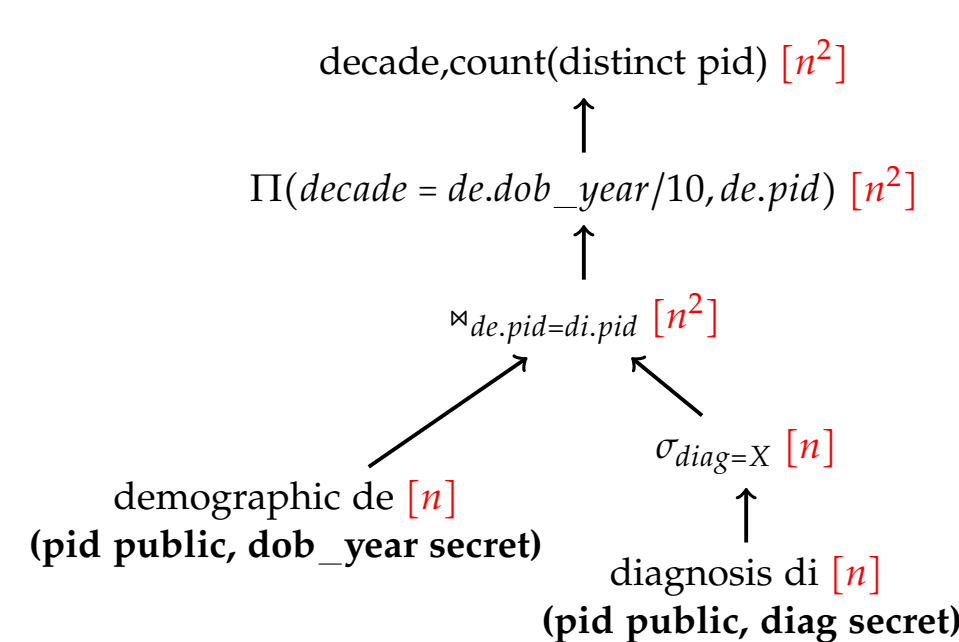 decade,count(distinct pid) [n²]
Π(decade = de.dob_year/10, de.pid) [n²]
⋈de.pid=di.pid [n²]
σdiag=X [n]
demographic de [n]
(pid public, dob_year secret)
diagnosis di [n]
(pid public, diag secret)